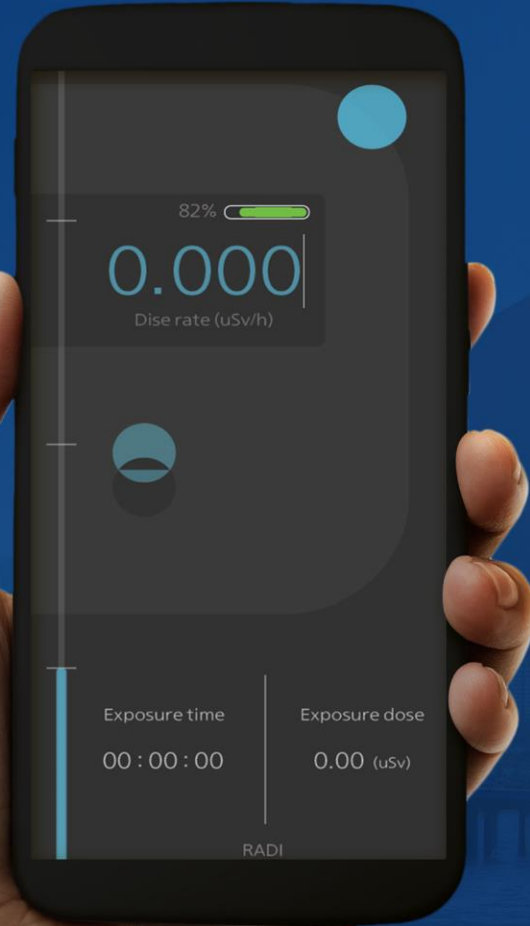 82%
0.000
Dise rate (uSv/h)
Exposure time
Exposure dose
00:00:00
0.00 (uSv)
RADI